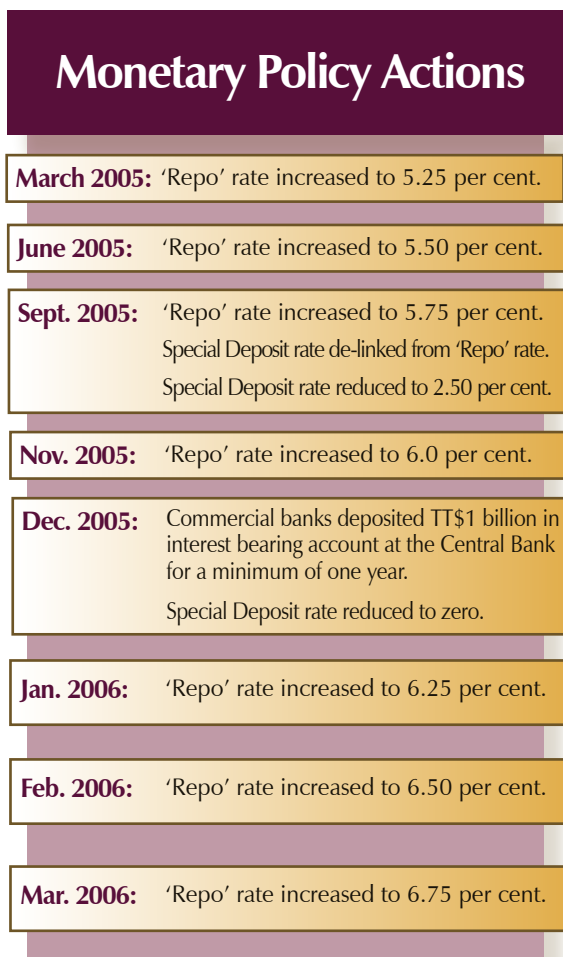 Monetary Policy Actions
March 2005: ‘Repo’ rate increased to 5.25 per cent.
June 2005: ‘Repo’ rate increased to 5.50 per cent.
Sept. 2005: ‘Repo’ rate increased to 5.75 per cent.
Special Deposit rate de-linked from ‘Repo’ rate.
Special Deposit rate reduced to 2.50 per cent.
Nov. 2005: ‘Repo’ rate increased to 6.0 per cent.
Dec. 2005: Commercial banks deposited TT$1 billion in
interest bearing account at the Central Bank
for a minimum of one year.
Special Deposit rate reduced to zero.
Jan. 2006: ‘Repo’ rate increased to 6.25 per cent.
Feb. 2006: ‘Repo’ rate increased to 6.50 per cent.
Mar. 2006: ‘Repo’ rate increased to 6.75 per cent.